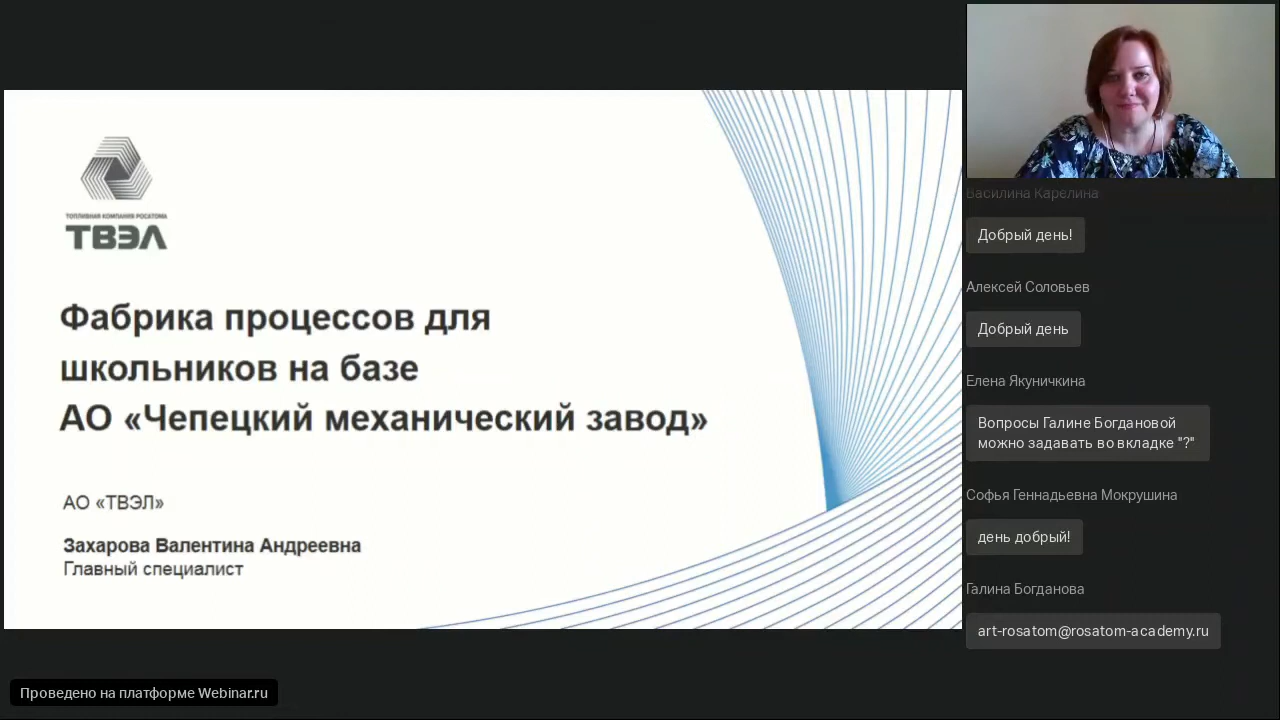 ТОПЛИВНАЯ КОМПАНИЯ РОСАТОМА
ТВЭЛ
Фабрика процессов для
школьников на базе
АО «Чепецкий механический завод»
АО «ТВЭЛ»
Захарова Валентина Андреевна
Главный специалист
Василина Карелина
Добрый день!
Алексей Соловьев
Добрый день
Елена Якуничкина
Вопросы Галине Богдановой
можно задавать во вкладке "?"
Софья Геннадьевна Мокрушина
день добрый!
Галина Богданова
art-rosatom@rosatom-academy.ru
Проведено на платформе Webinar.ru